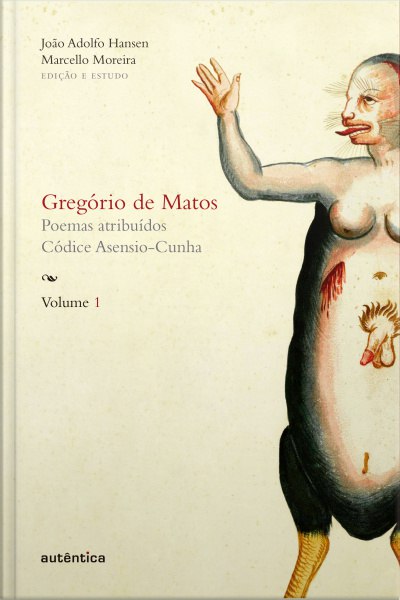 João Adolfo Hansen
Marcello Moreira
EDIÇÃO E ESTUDO
Gregório de Matos
Poemas atribuídos
Códice Asensio-Cunha
Volume 1
autêntica